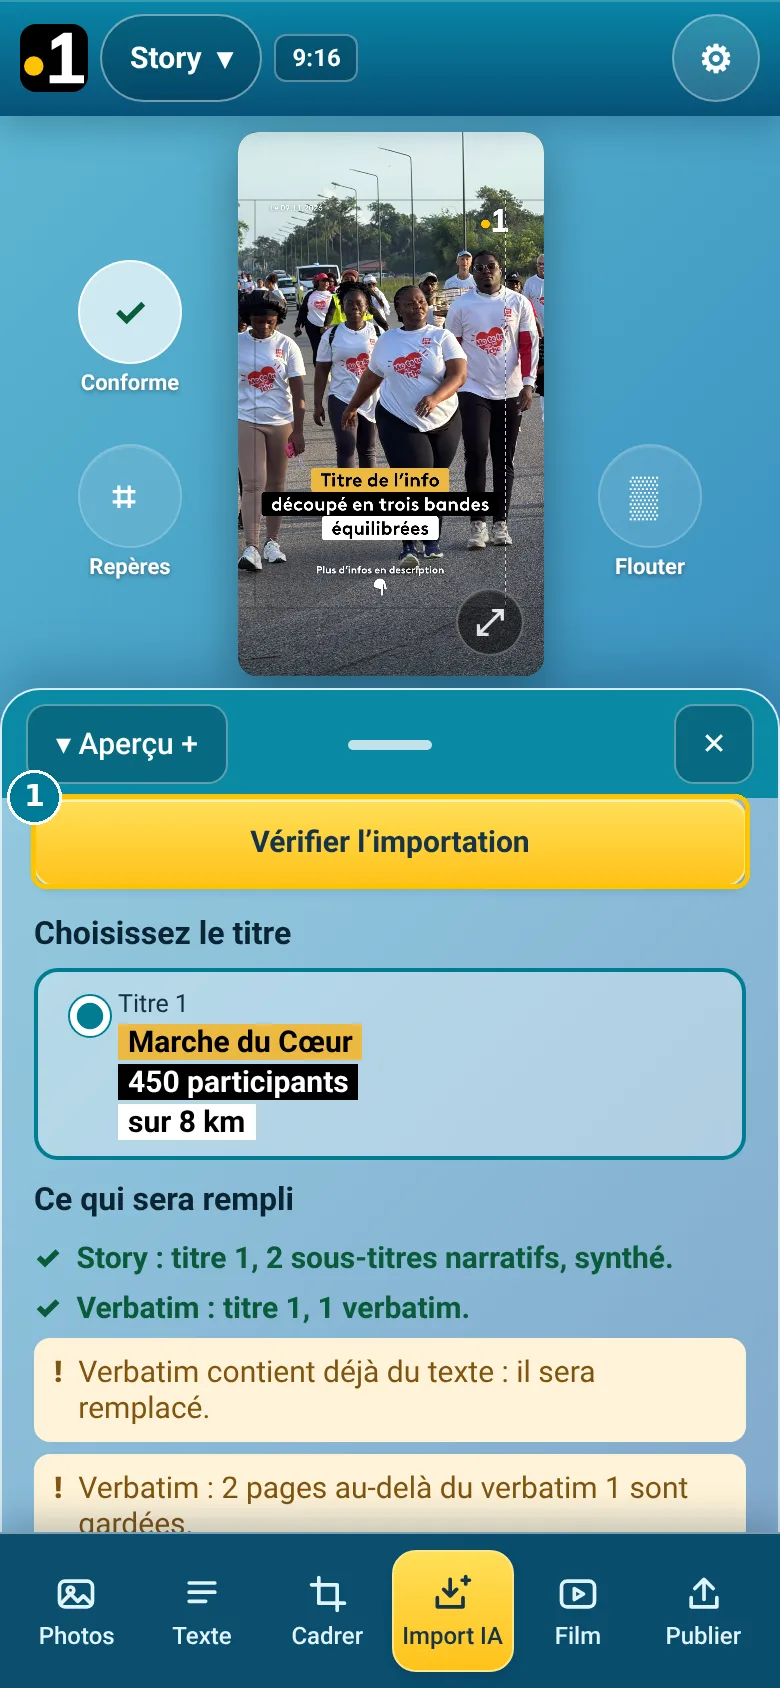 1
Story ▼
9:16
Le 09.11.2025
1
Conforme
Repères
Flouter
Titre de l’info
découpé en trois bandes
équilibrées
Plus d’infos en description
▾ Aperçu +
×
1
Vérifier l’importation
Choisissez le titre
Titre 1
Marche du Cœur
450 participants
sur 8 km
Ce qui sera rempli
✓ Story : titre 1, 2 sous-titres narratifs, synthé.
✓ Verbatim : titre 1, 1 verbatim.
! Verbatim contient déjà du texte : il sera
remplacé.
! Verbatim : 2 pages au-delà du verbatim 1 sont
gardées.
Photos
Texte
Cadrer
Import IA
Film
Publier